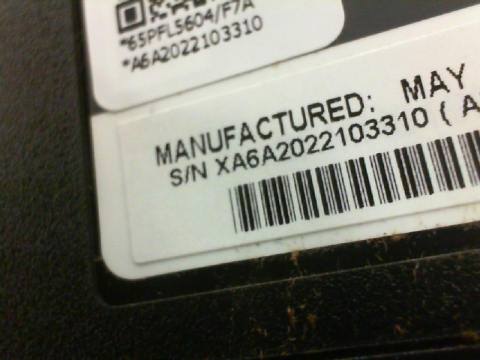 *65PFL5604/F7A
*A6A2022103310
MANUFACTURED: MAY
S/N XA6A2022103310 ( A